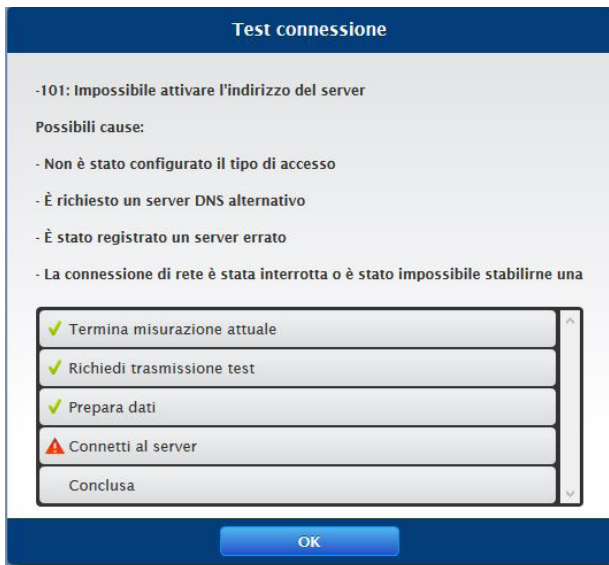 Test connessione
-101: Impossibile attivare l'indirizzo del server
Possibili cause:
- Non è stato configurato il tipo di accesso
- È richiesto un server DNS alternativo
- È stato registrato un server errato
- La connessione di rete è stata interrotta o è stato impossibile stabilirne una
Termina misurazione attuale
Richiedi trasmissione test
Prepara dati
Connetti al server
Conclusa
OK